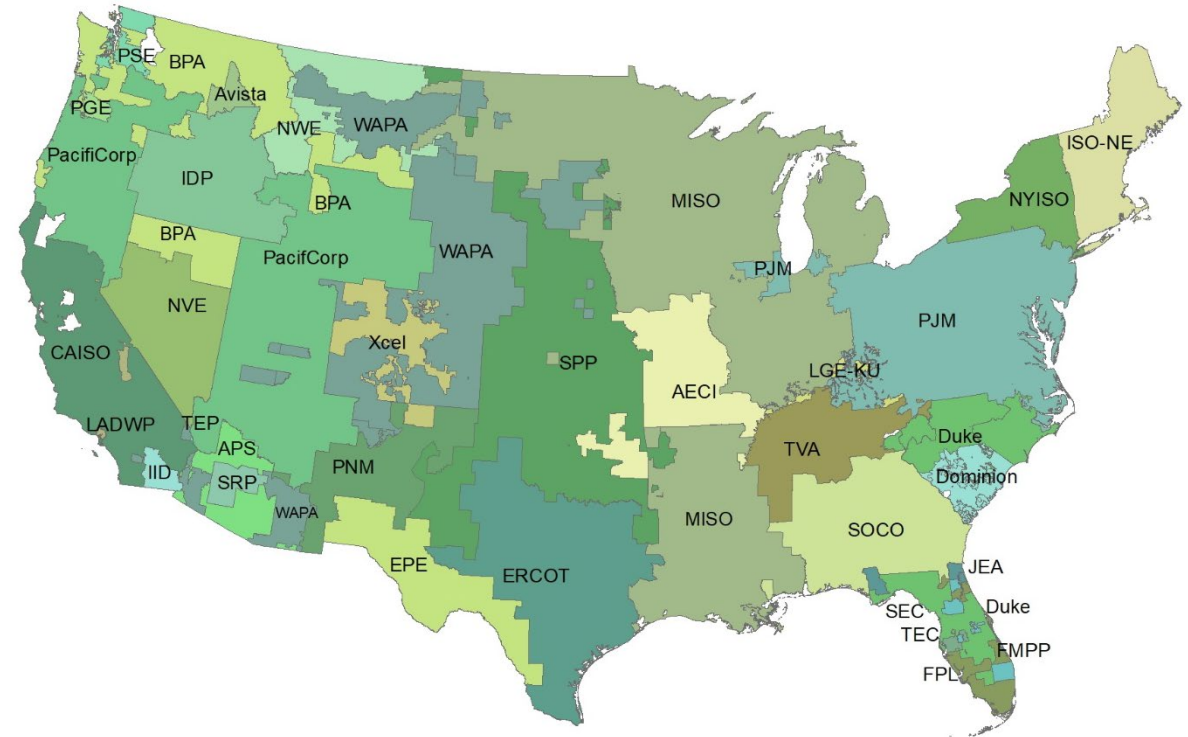 PSE
BPA
PGE
Avista
NWE
WAPA
ISO-NE
PacifiCorp
IDP
BPA
MISO
NYISO
BPA
PacifCorp
WAPA
PJM
NVE
PJM
CAISO
Xcel
SPP
LGE-KU
AECI
LADWP
TEP
APS
TVA
Duke
IID
SRP
PNM
Dominion
WAPA
MISO
SOCO
EPE
ERCOT
JEA
SEC
Duke
TEC
FMPP
FPL